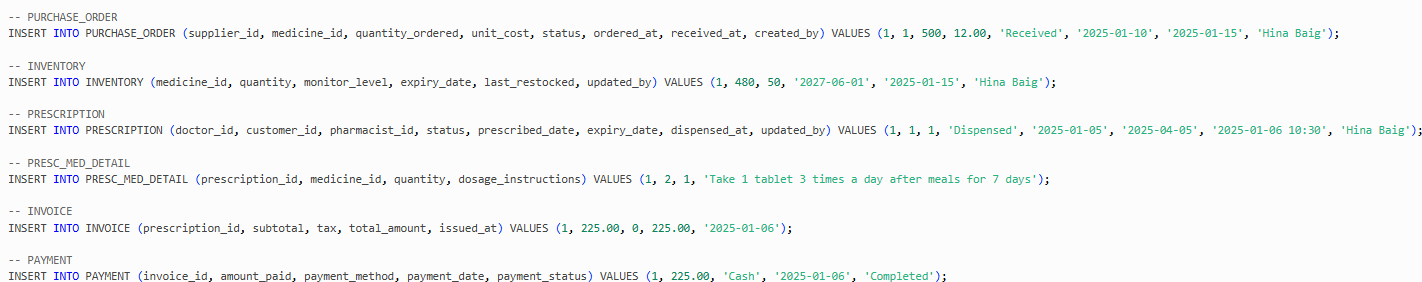 -- PURCHASE_ORDER
INSERT INTO PURCHASE_ORDER (supplier_id, medicine_id, quantity_ordered, unit_cost, status, ordered_at, received_at, created_by) VALUES (1, 1, 500, 12.00, 'Received', '2025-01-10', '2025-01-15', 'Hina Baig');
-- INVENTORY
INSERT INTO INVENTORY (medicine_id, quantity, monitor_level, expiry_date, last_restocked, updated_by) VALUES (1, 480, 50, '2027-06-01', '2025-01-15', 'Hina Baig');
-- PRESCRIPTION
INSERT INTO PRESCRIPTION (doctor_id, customer_id, pharmacist_id, status, prescribed_date, expiry_date, dispensed_at, updated_by) VALUES (1, 1, 1, 'Dispensed', '2025-01-05', '2025-04-05', '2025-01-06 10:30', 'Hina Baig');
-- PRESC_MED_DETAIL
INSERT INTO PRESC_MED_DETAIL (prescription_id, medicine_id, quantity, dosage_instructions) VALUES (1, 2, 1, 'Take 1 tablet 3 times a day after meals for 7 days');
-- INVOICE
INSERT INTO INVOICE (prescription_id, subtotal, tax, total_amount, issued_at) VALUES (1, 225.00, 0, 225.00, '2025-01-06');
-- PAYMENT
INSERT INTO PAYMENT (invoice_id, amount_paid, payment_method, payment_date, payment_status) VALUES (1, 225.00, 'Cash', '2025-01-06', 'Completed');